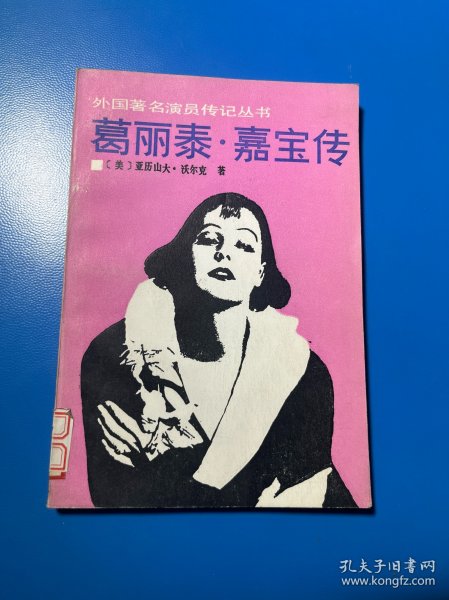 外国著名演员传记丛书
葛丽泰·嘉宝传
〔美〕亚历山大·沃尔克 著
孔夫子旧书网
www.kongfz.com